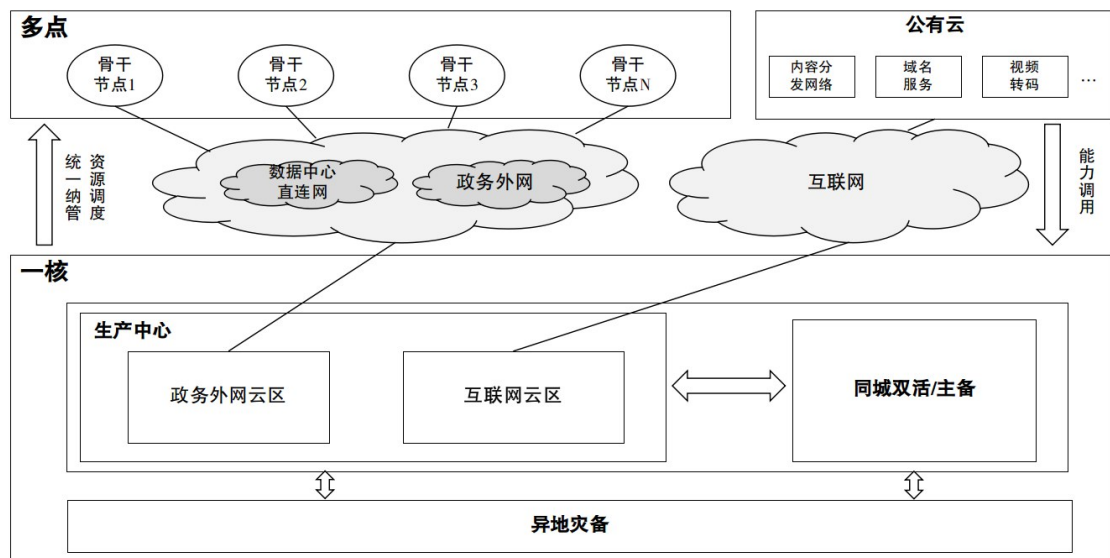 多点
公有云
骨干
节点1
骨干
节点2
骨干
节点3
骨干
节点N
内容分
发网络
域名
服务
视频
转码
…
统一纳管
资源调度
数据中心
直连网
政务外网
互联网
能力调用
一核
生产中心
政务外网云区
互联网云区
同城双活/主备
异地灾备